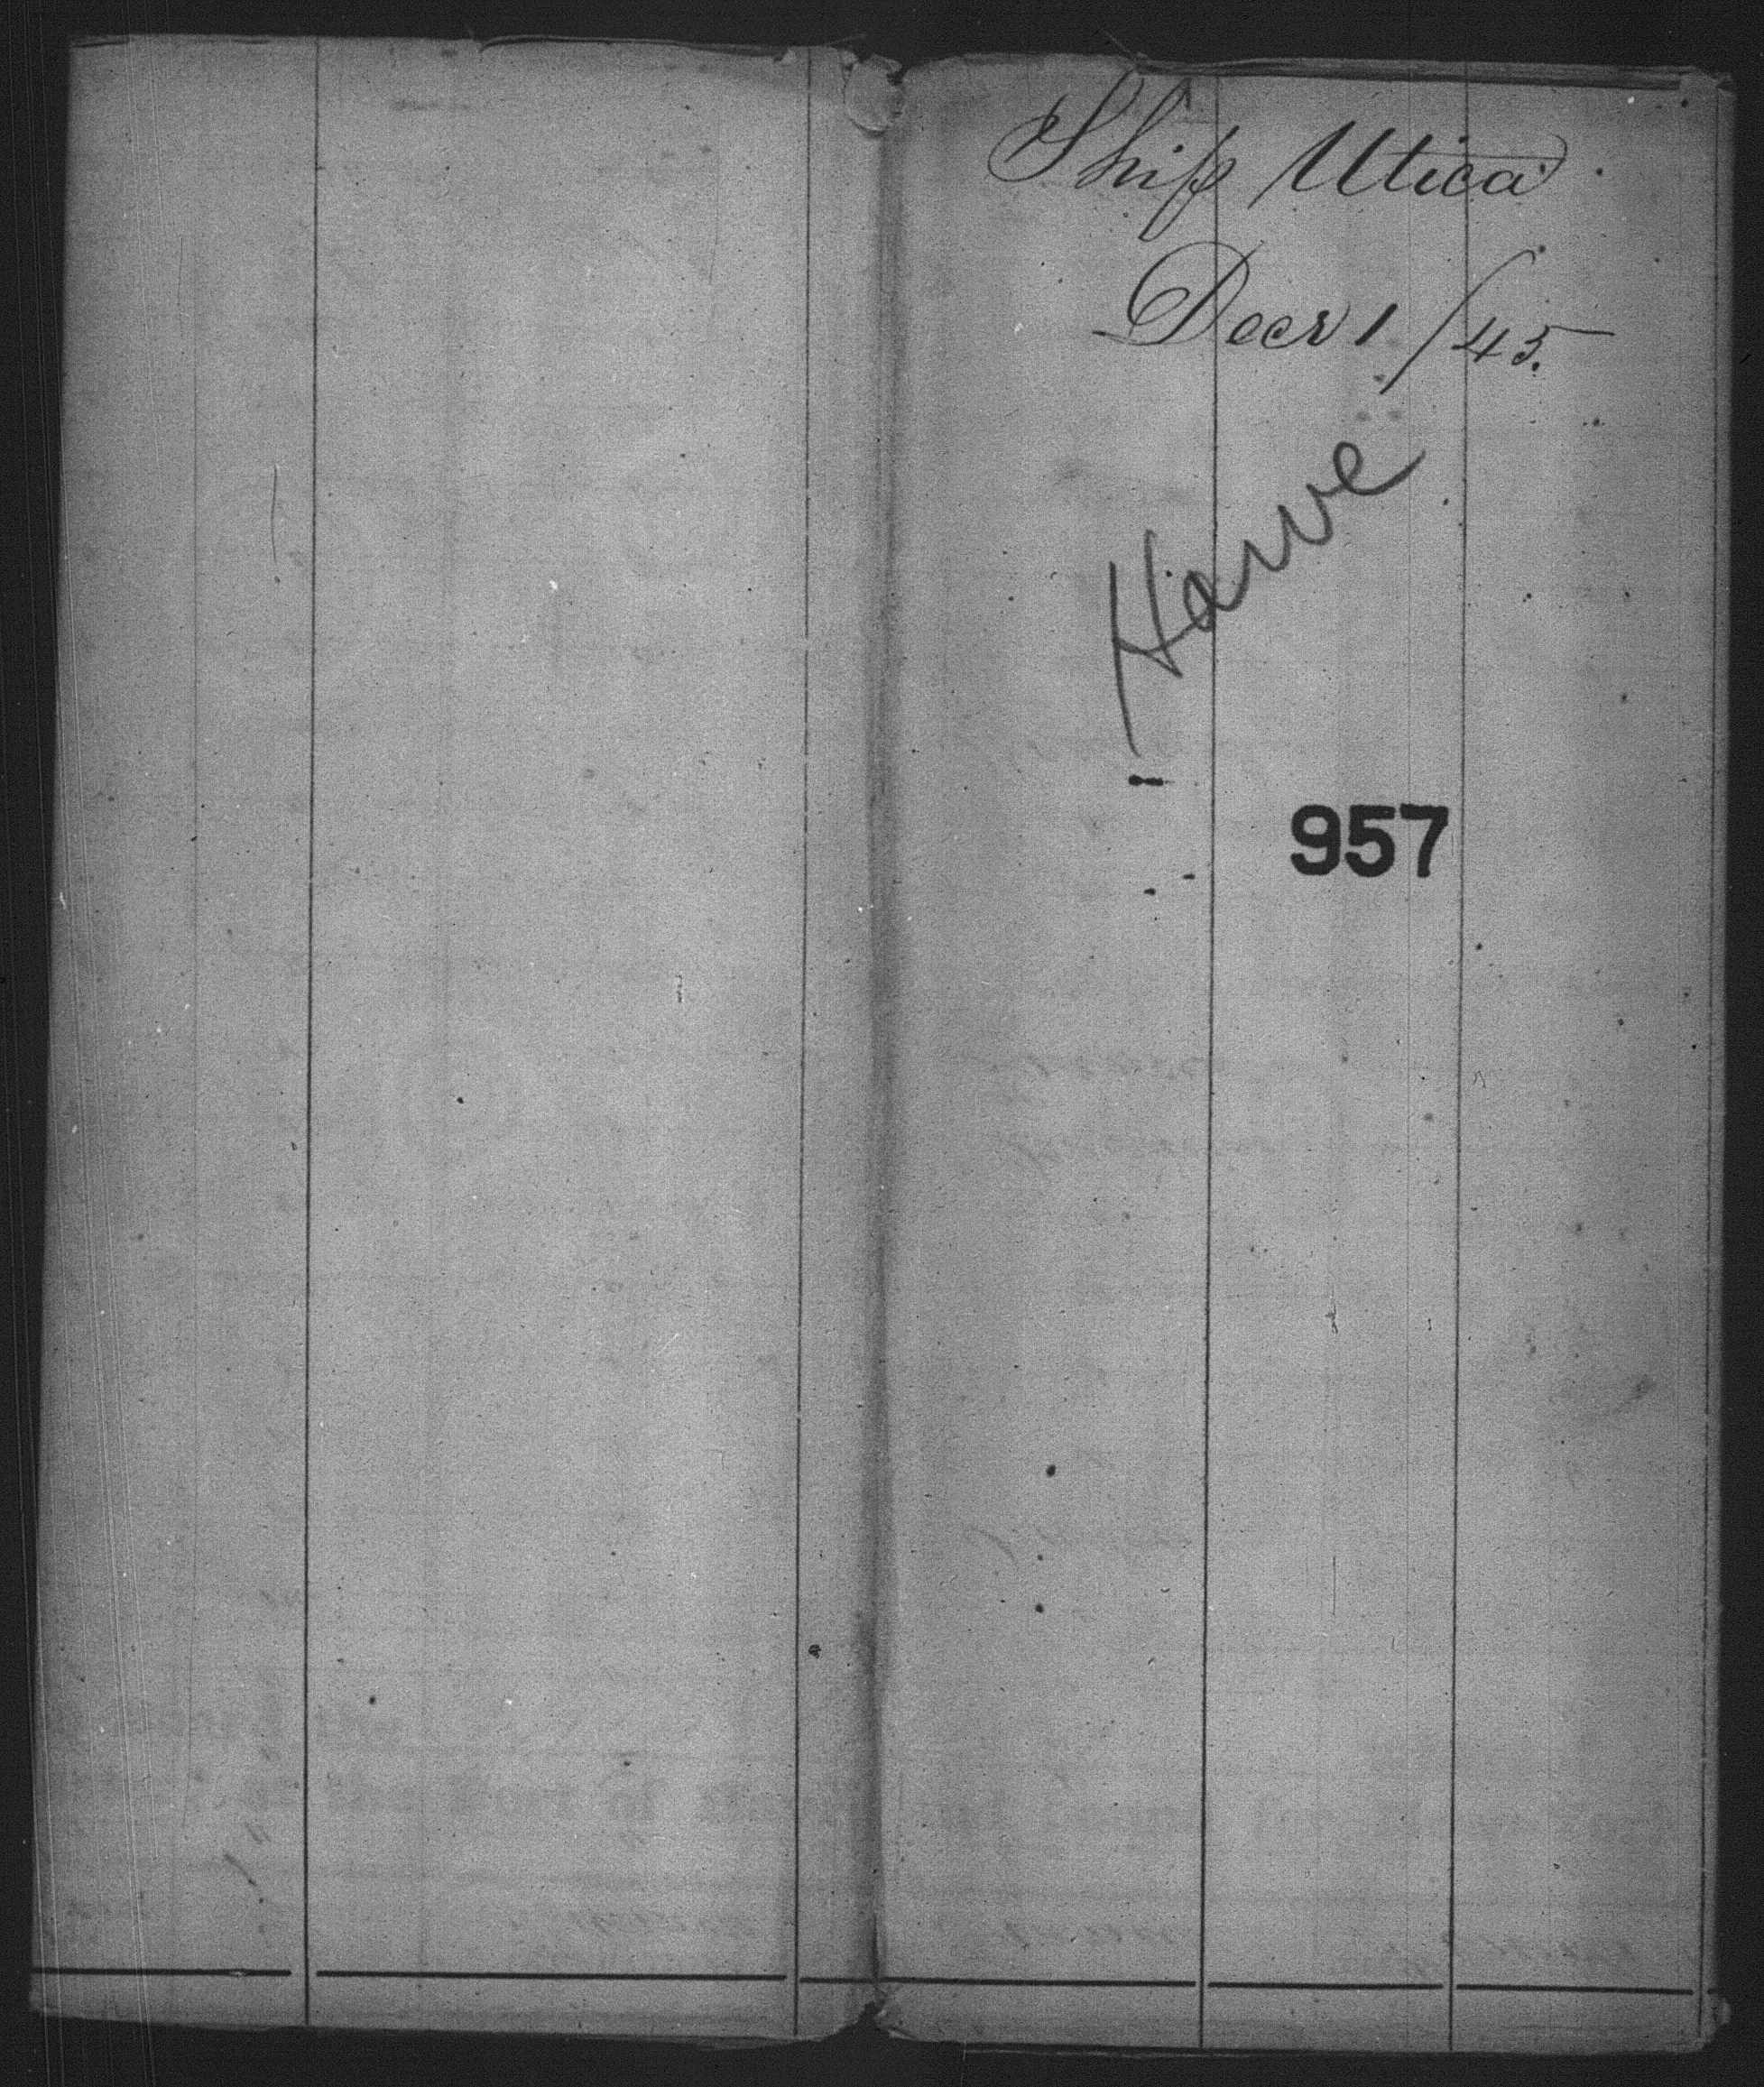 Ship Utica
Decr 1/45.
Havre
957